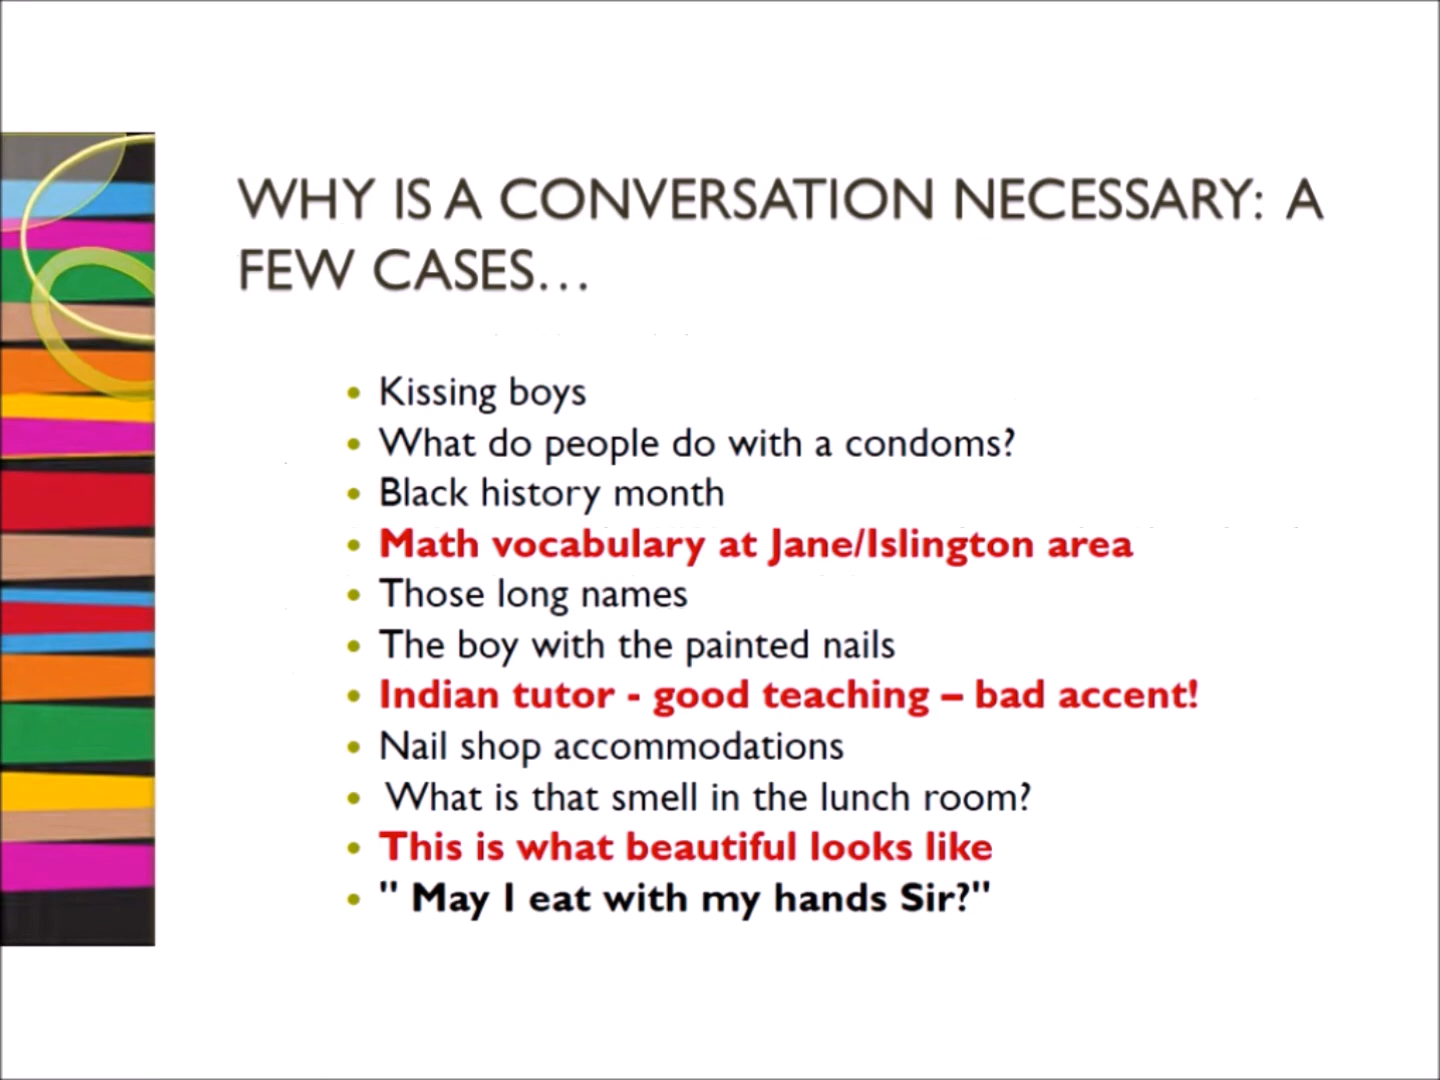 WHY IS A CONVERSATION NECESSARY: A
FEW CASES...
• Kissing boys
• What do people do with a condoms?
• Black history month
• Math vocabulary at Jane/Islington area
• Those long names
• The boy with the painted nails
• Indian tutor - good teaching – bad accent!
• Nail shop accommodations
• What is that smell in the lunch room?
• This is what beautiful looks like
• " May I eat with my hands Sir?"